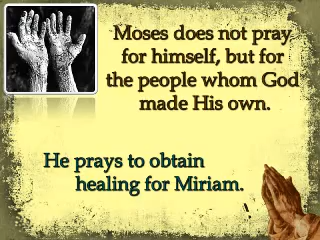 Moses does not pray
for himself, but for
the people whom God
made His own.
He prays to obtain
healing for Miriam.